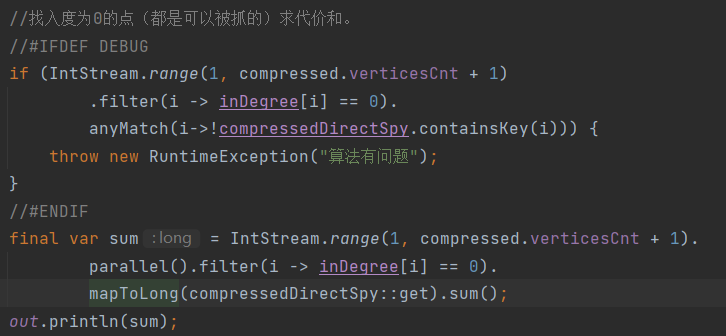 //找入度为0的点（都是可以被抓的）求代价和。
//#IFDEF DEBUG
if (IntStream.range(1, compressed.verticesCnt + 1)
        .filter(i -> inDegree[i] == 0).
        anyMatch(i->!compressedDirectSpy.containsKey(i))) {
    throw new RuntimeException("算法有问题");
}
//#ENDIF
final var sum :long = IntStream.range(1, compressed.verticesCnt + 1).
        parallel().filter(i -> inDegree[i] == 0).
        mapToLong(compressedDirectSpy::get).sum();
out.println(sum);